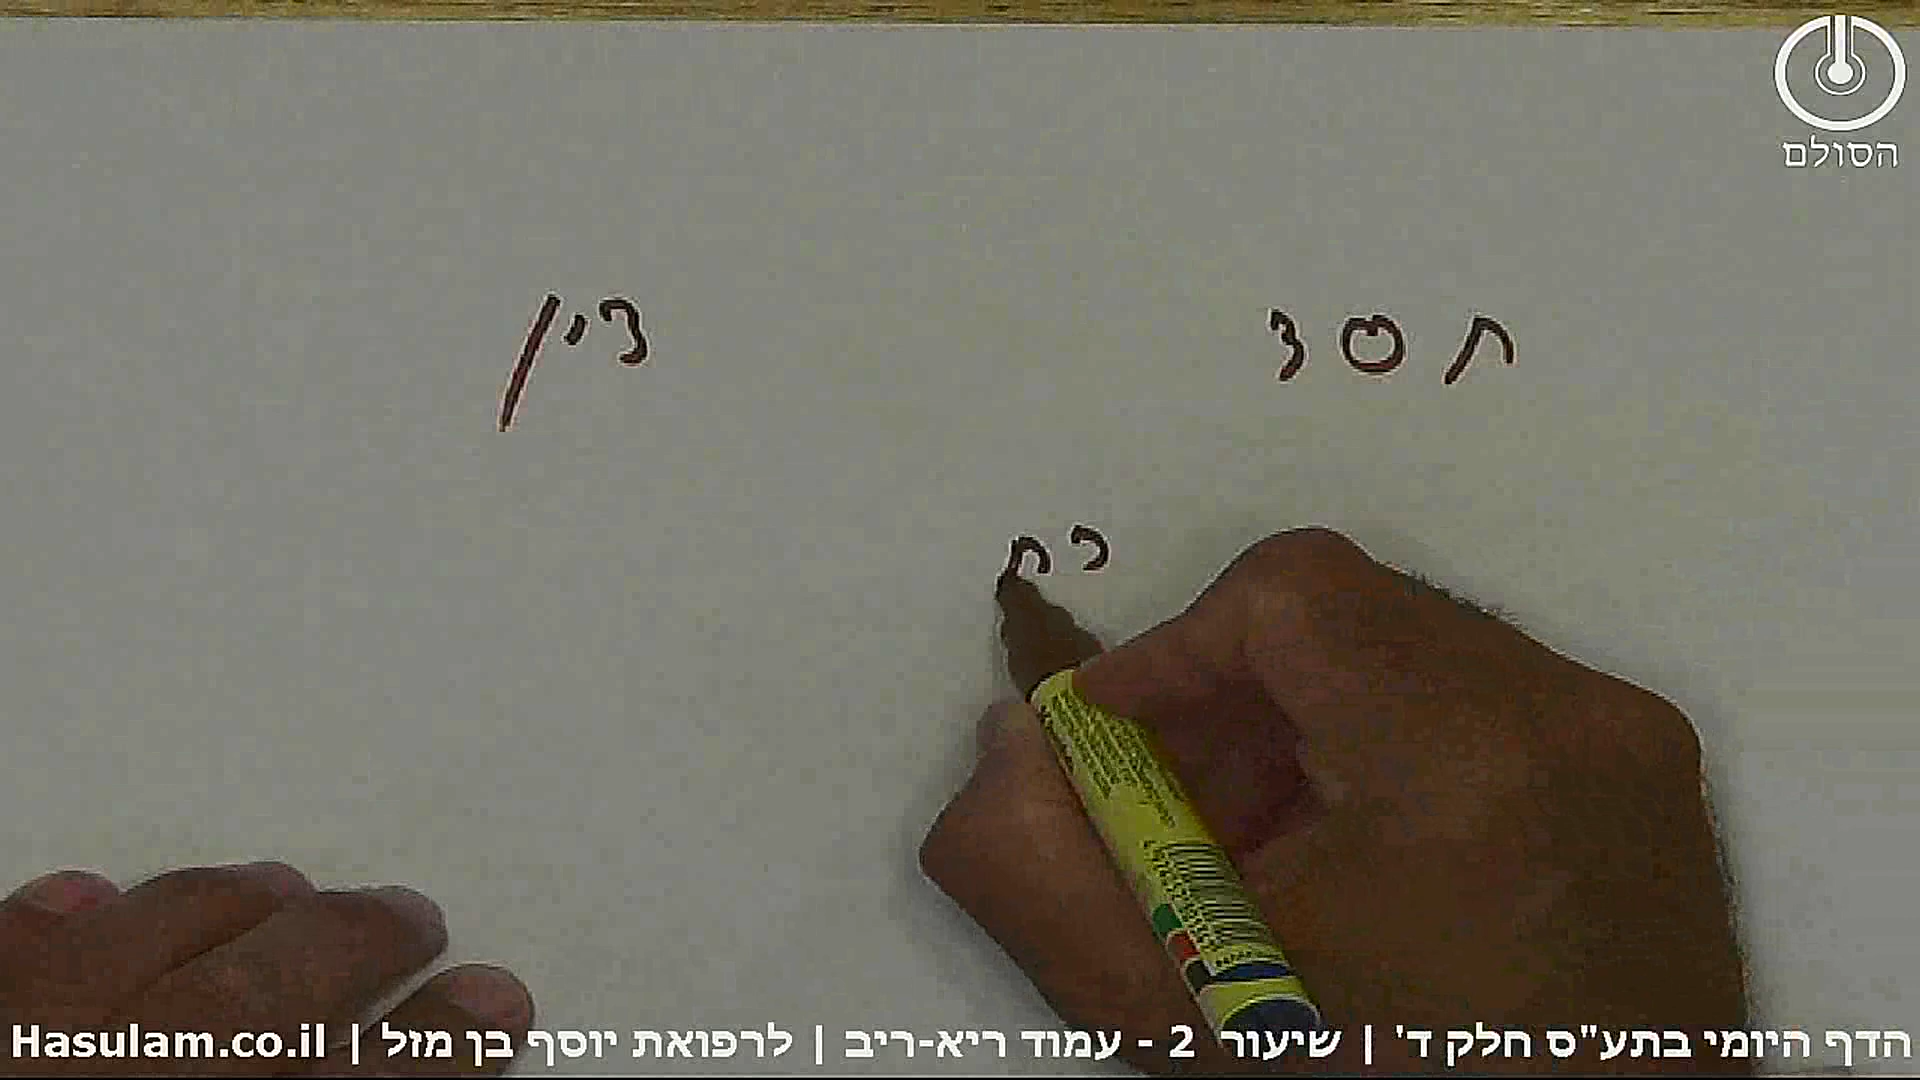 הסולם
חסד דין
רח
הדף היומי בתע"ס חלק ד' | שיעור 2 - עמוד ריא-ריב | לרפואת יוסף בן מזל | Hasulam.co.il